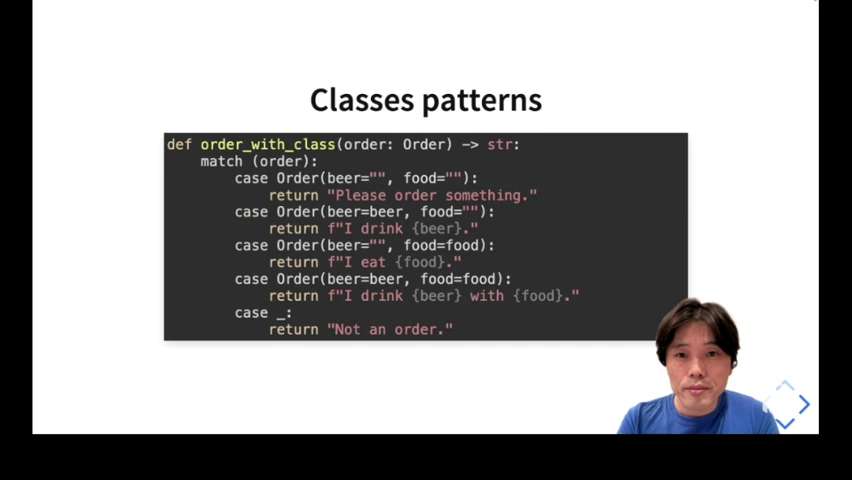 Classes patterns
def order_with_class(order: Order) -> str:
    match (order):
        case Order(beer="", food=""):
            return "Please order something."
        case Order(beer=beer, food=""):
            return f"I drink {beer}."
        case Order(beer="", food=food):
            return f"I eat {food}."
        case Order(beer=beer, food=food):
            return f"I drink {beer} with {food}."
        case _:
            return "Not an order."